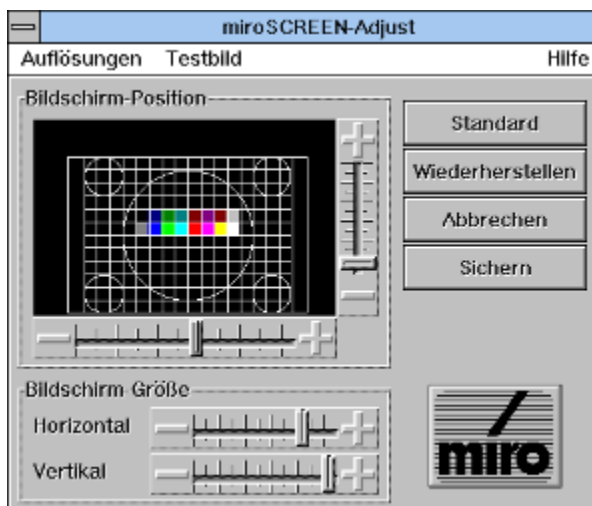 miroSCREEN-Adjust
Auflösungen Testbild Hilfe
Bildschirm-Position
Standard
Wiederherstellen
Abbrechen
Sichern
Bildschirm-Größe
Horizontal
Vertikal
miro